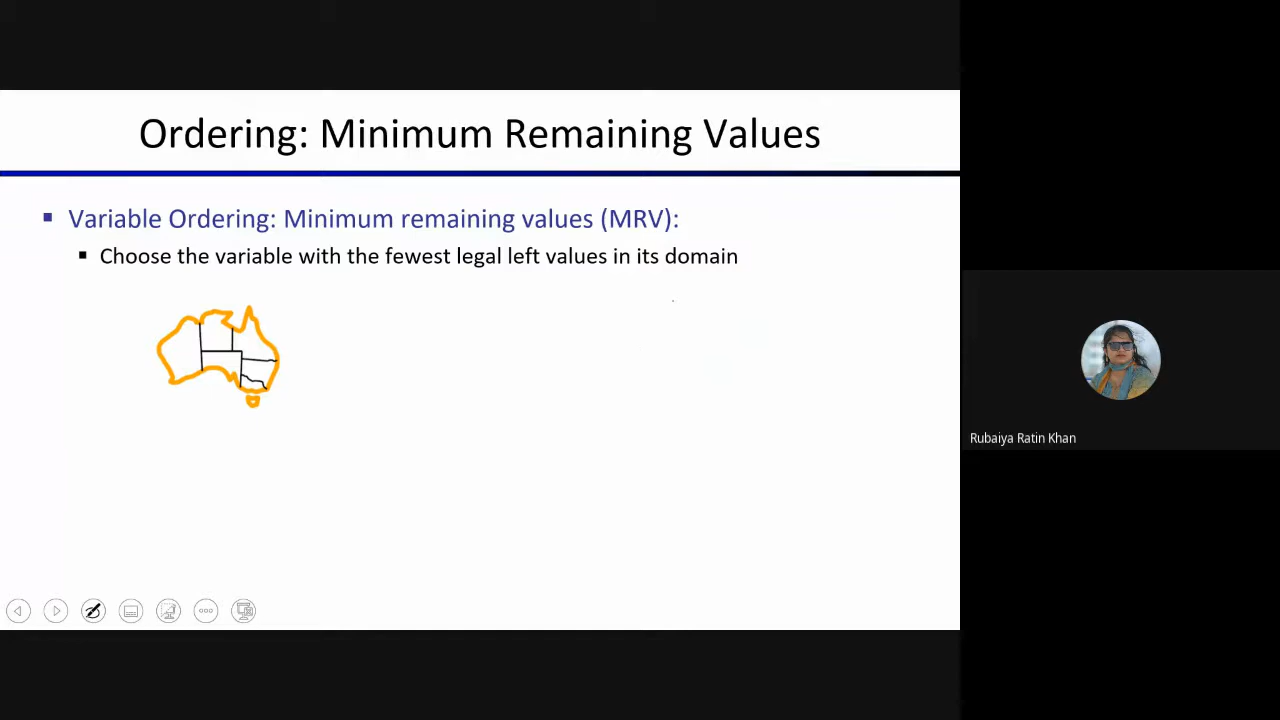 Ordering: Minimum Remaining Values
Variable Ordering: Minimum remaining values (MRV):
Choose the variable with the fewest legal left values in its domain
Rubaiya Ratin Khan